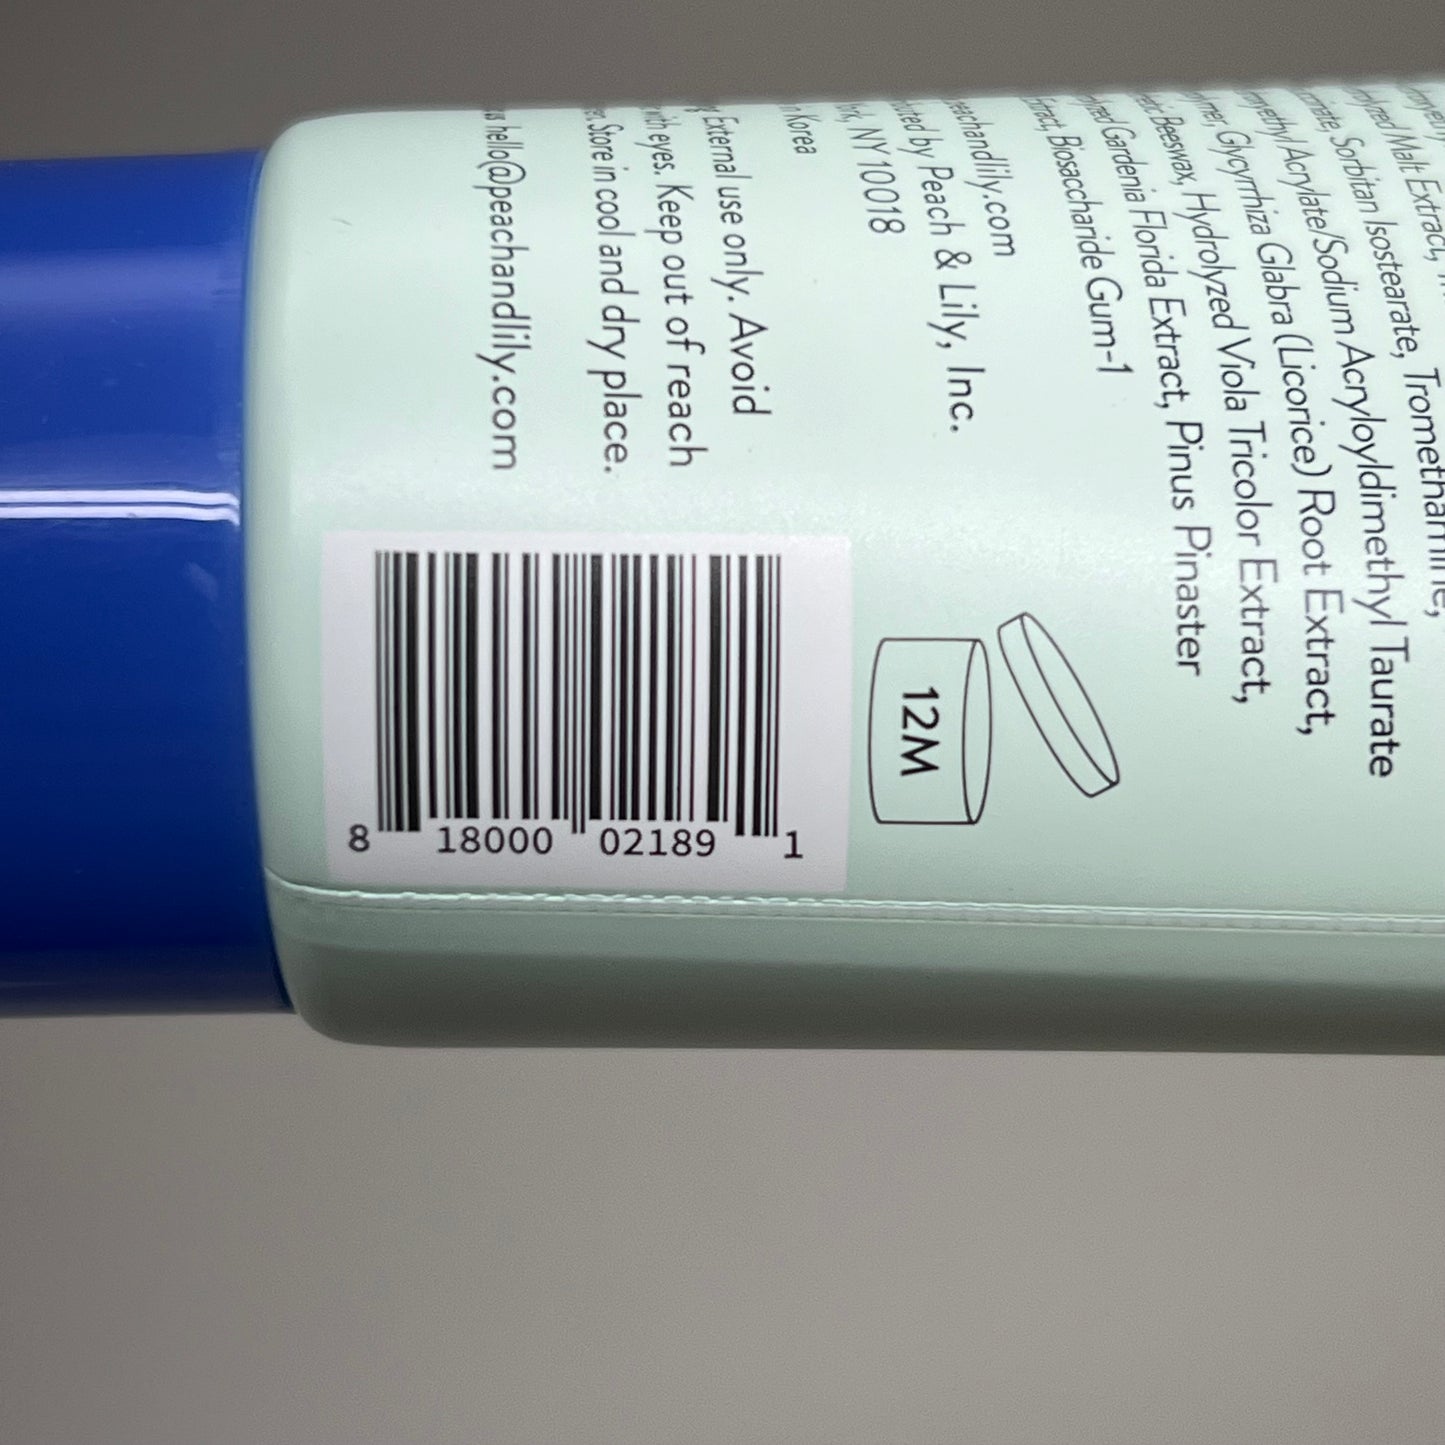 Malt Extract,
Sorbitan Isostearate, Tromethamine,
Acrylate/Sodium Acryloyldimethyl Taurate
Glycyrrhiza Glabra (Licorice) Root Extract,
Beeswax, Hydrolyzed Viola Tricolor Extract,
Gardenia Florida Extract, Pinus Pinaster
Extract, Biosaccharide Gum-1
peachandlily.com
by Peach & Lily, Inc.
NY 10018
Korea
External use only. Avoid
with eyes. Keep out of reach
Store in cool and dry place.
hello@peachandlily.com
12M
8 18000 02189 1